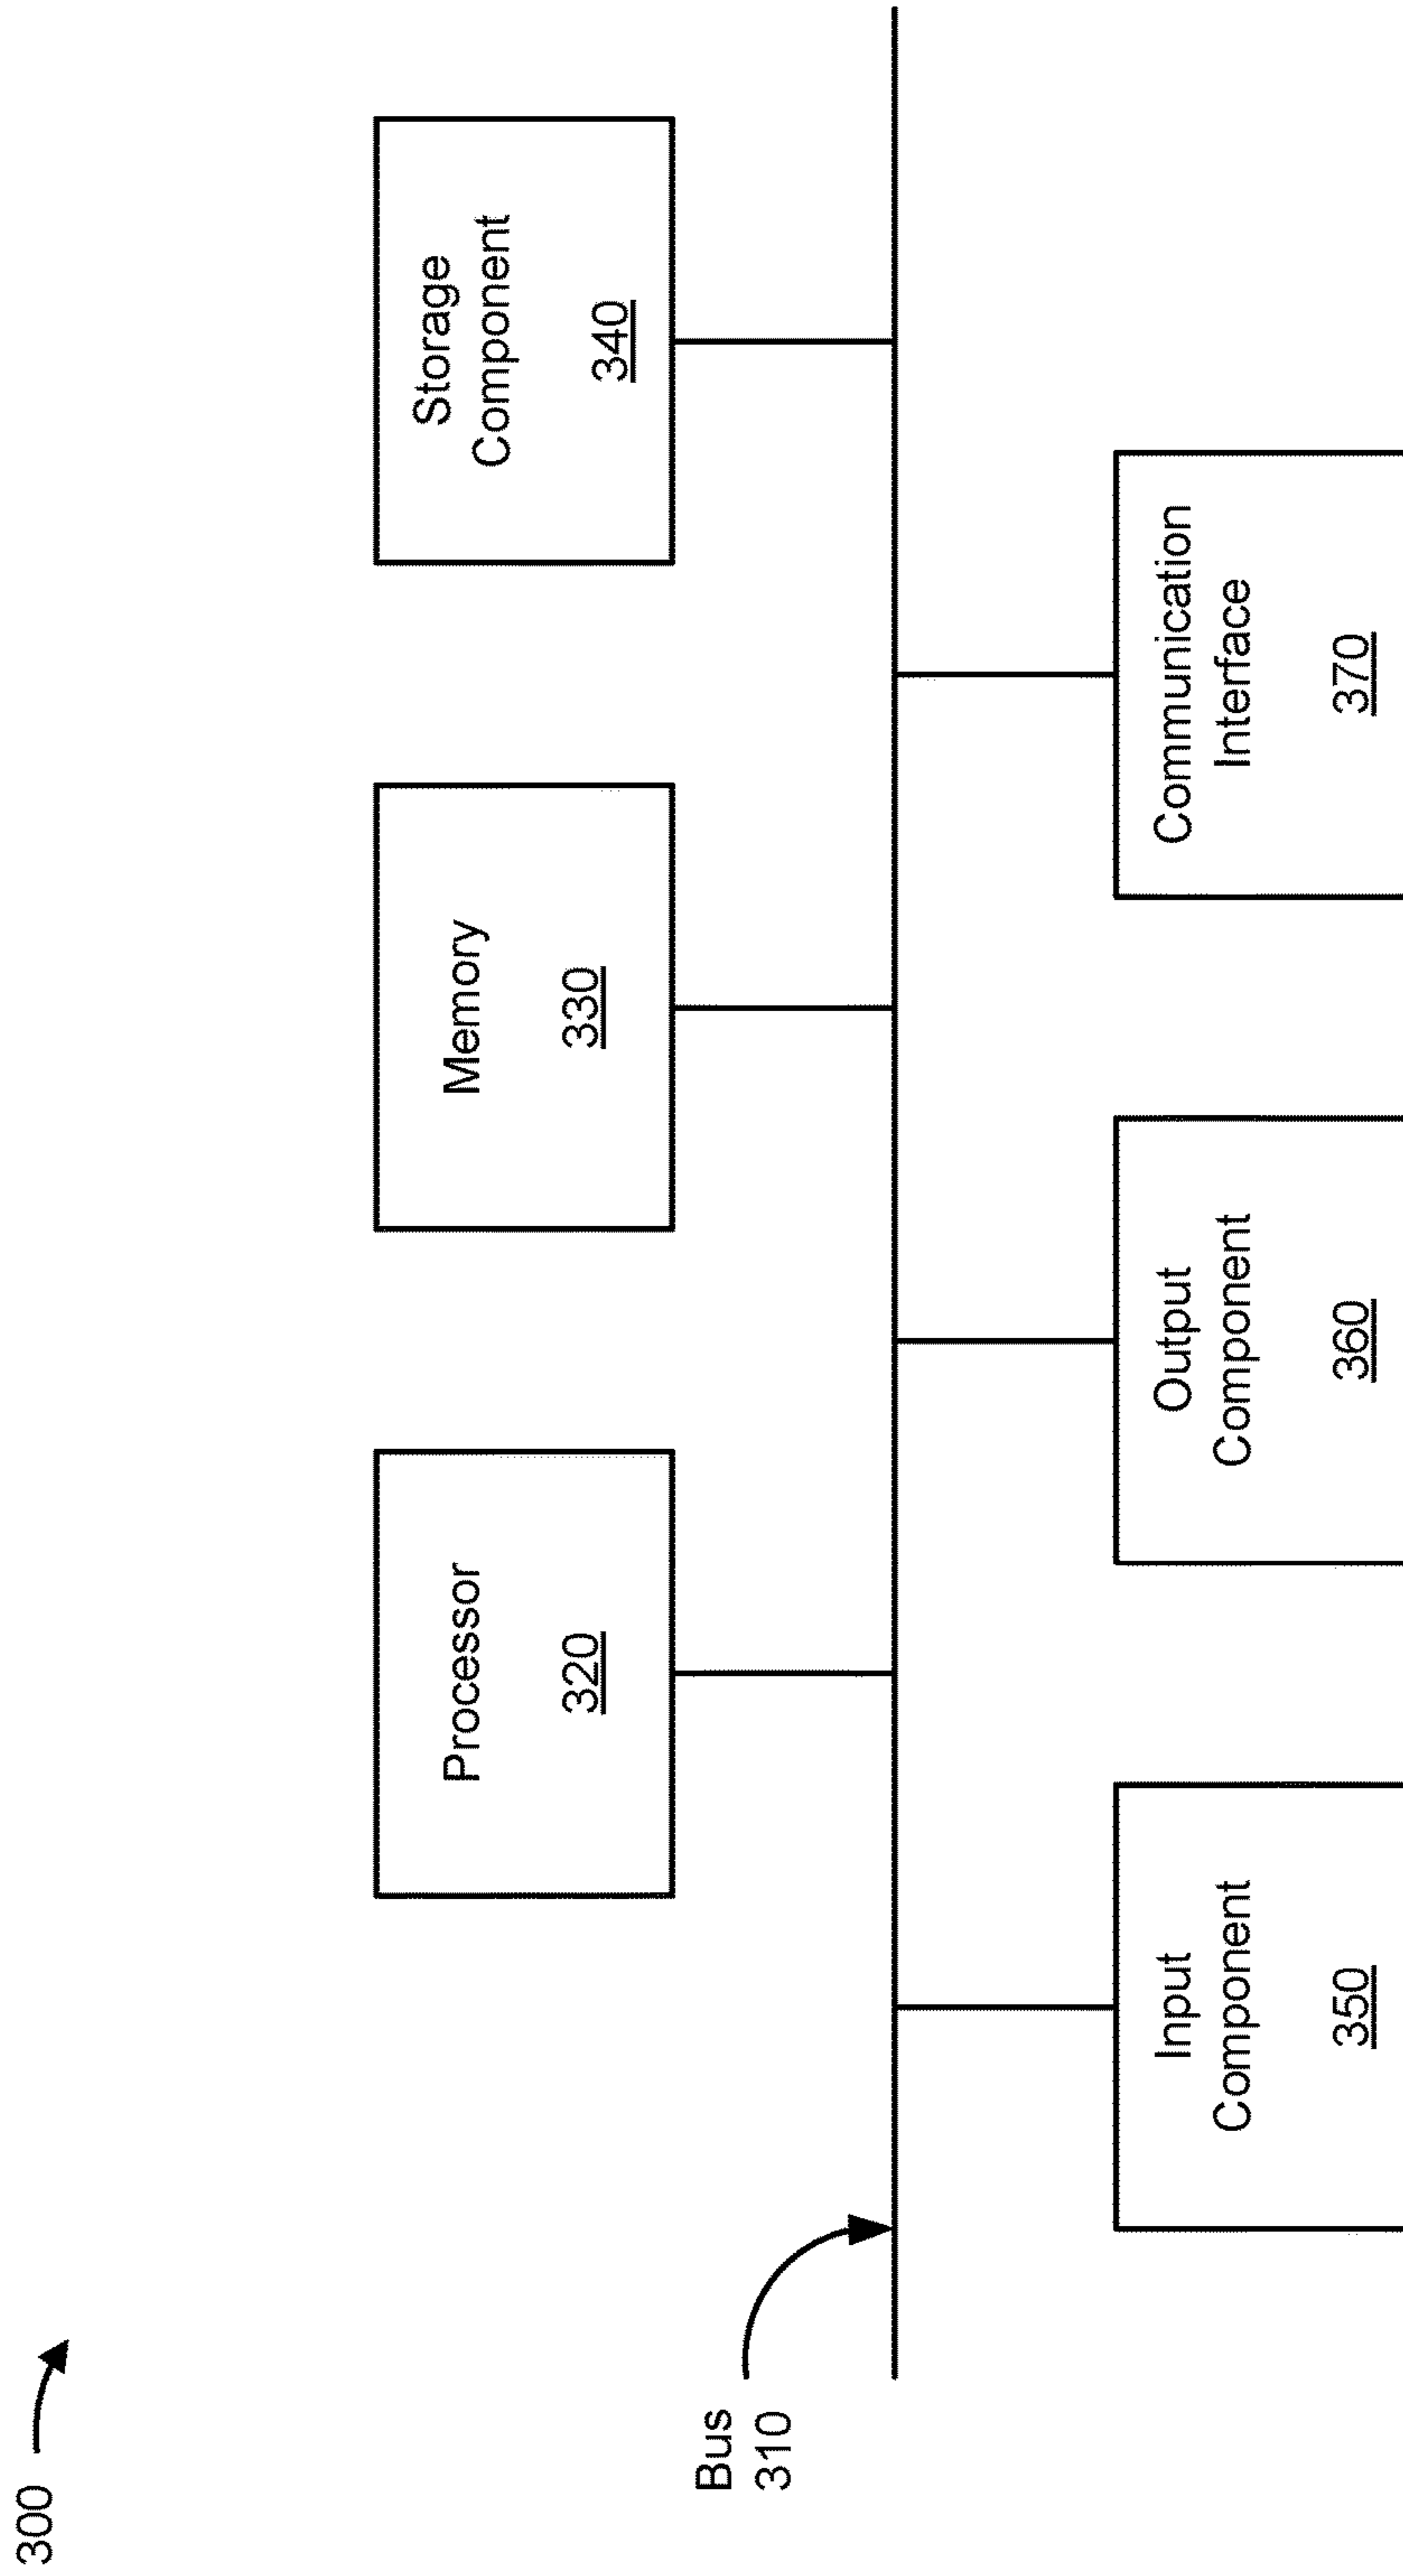 300
Processor
320
Memory
330
Storage
Component
340
Bus
310
Input
Component
350
Output
Component
360
Communication
Interface
370